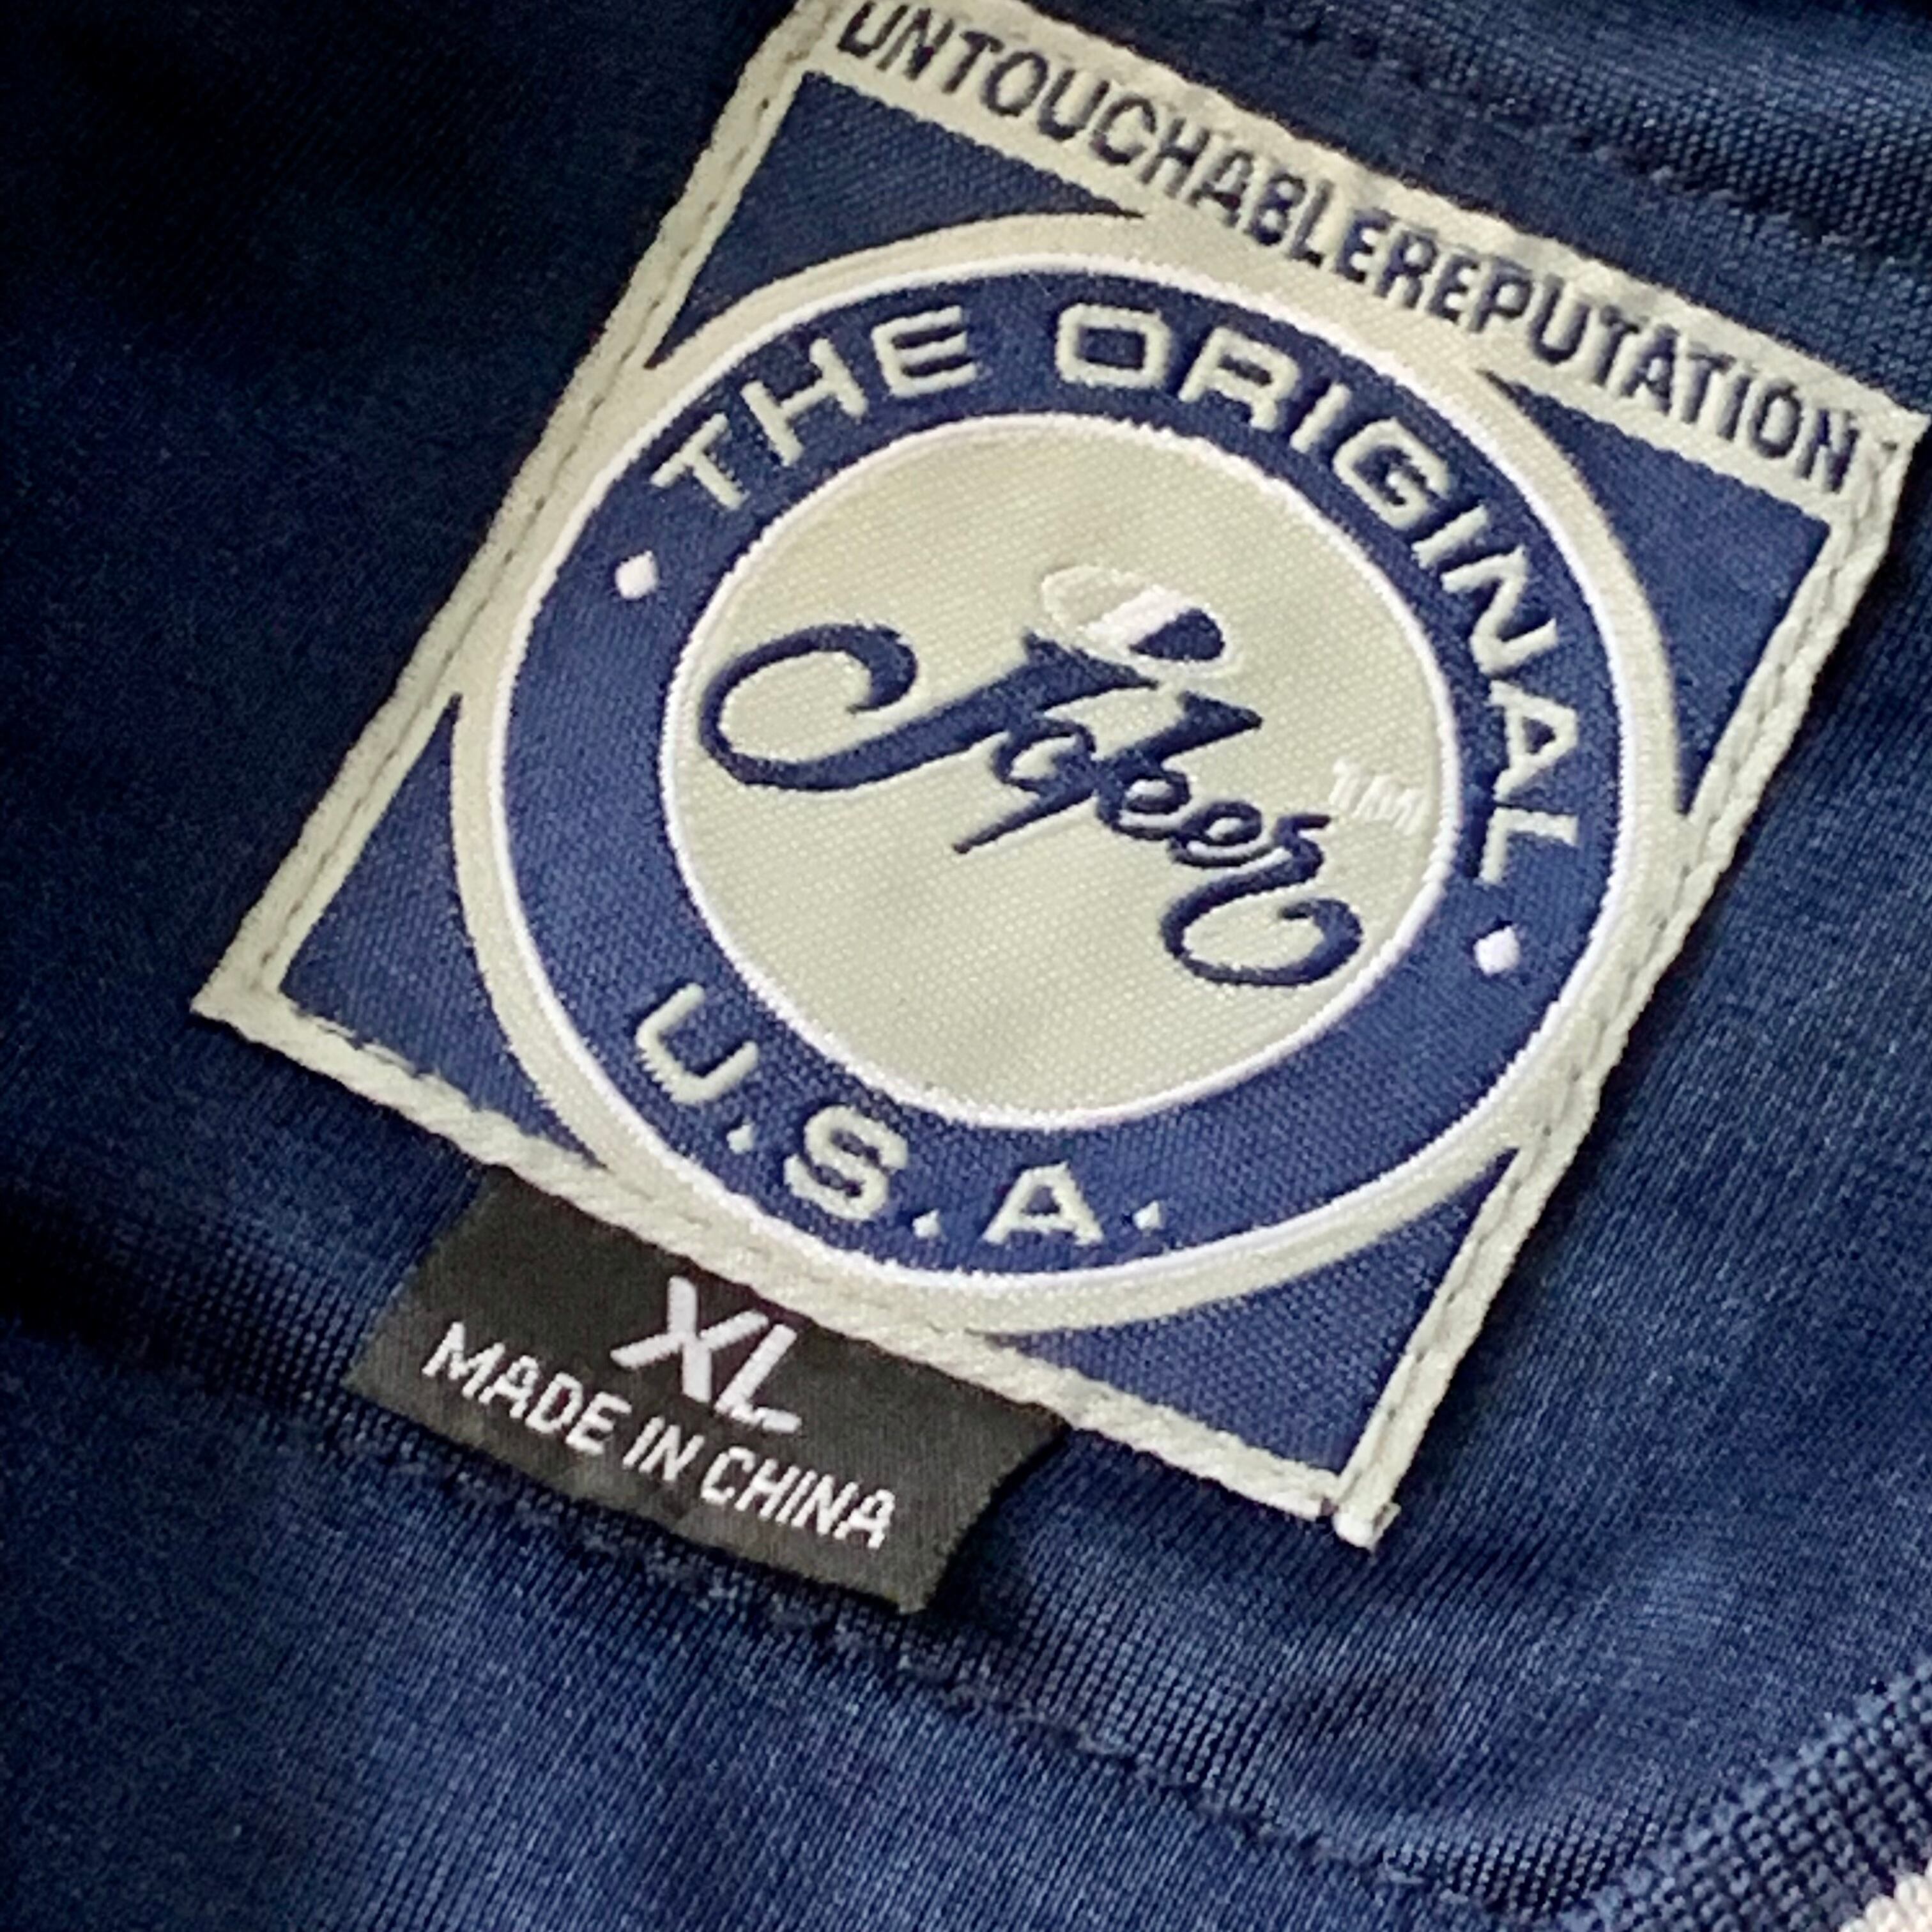 UNTOUCHABLEREPUTATION
THE ORIGINAL
Joker
TM
U.S.A.
XL
MADE IN CHINA